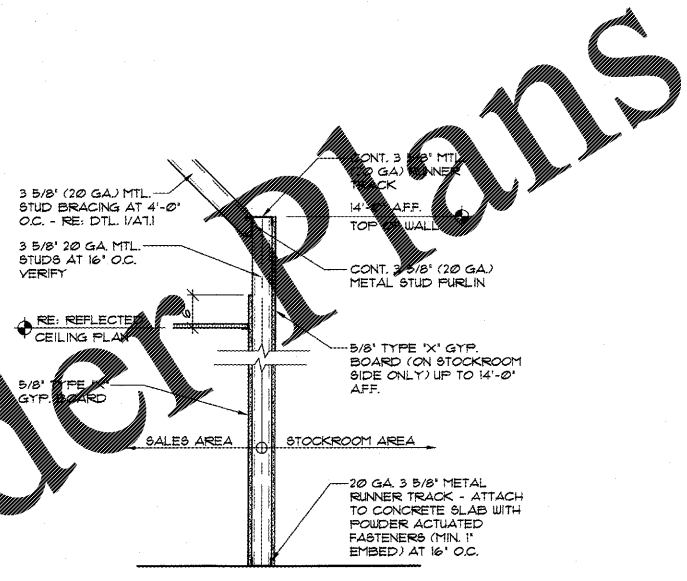 der Plans
3 5/8" (20 GA.) MTL.
STUD BRACING AT 4'-0"
O.C. - RE: DTL. 1/A7.1
3 5/8" 20 GA. MTL.
STUDS AT 16" O.C.
VERIFY
6"
RE: REFLECTED
CEILING PLAN
5/8" TYPE "X"
GYP. BOARD
CONT. 3 5/8" MTL.
(20 GA.) RUNNER
TRACK
14'-0" A.F.F.
TOP OF WALL
CONT. 3 5/8" (20 GA.)
METAL STUD PURLIN
5/8" TYPE "X" GYP.
BOARD (ON STOCKROOM
SIDE ONLY) UP TO 14'-0"
A.F.F.
SALES AREA
STOCKROOM AREA
20 GA. 3 5/8" METAL
RUNNER TRACK - ATTACH
TO CONCRETE SLAB WITH
POWDER ACTUATED
FASTENERS (MIN. 1"
EMBED.) AT 16" O.C.